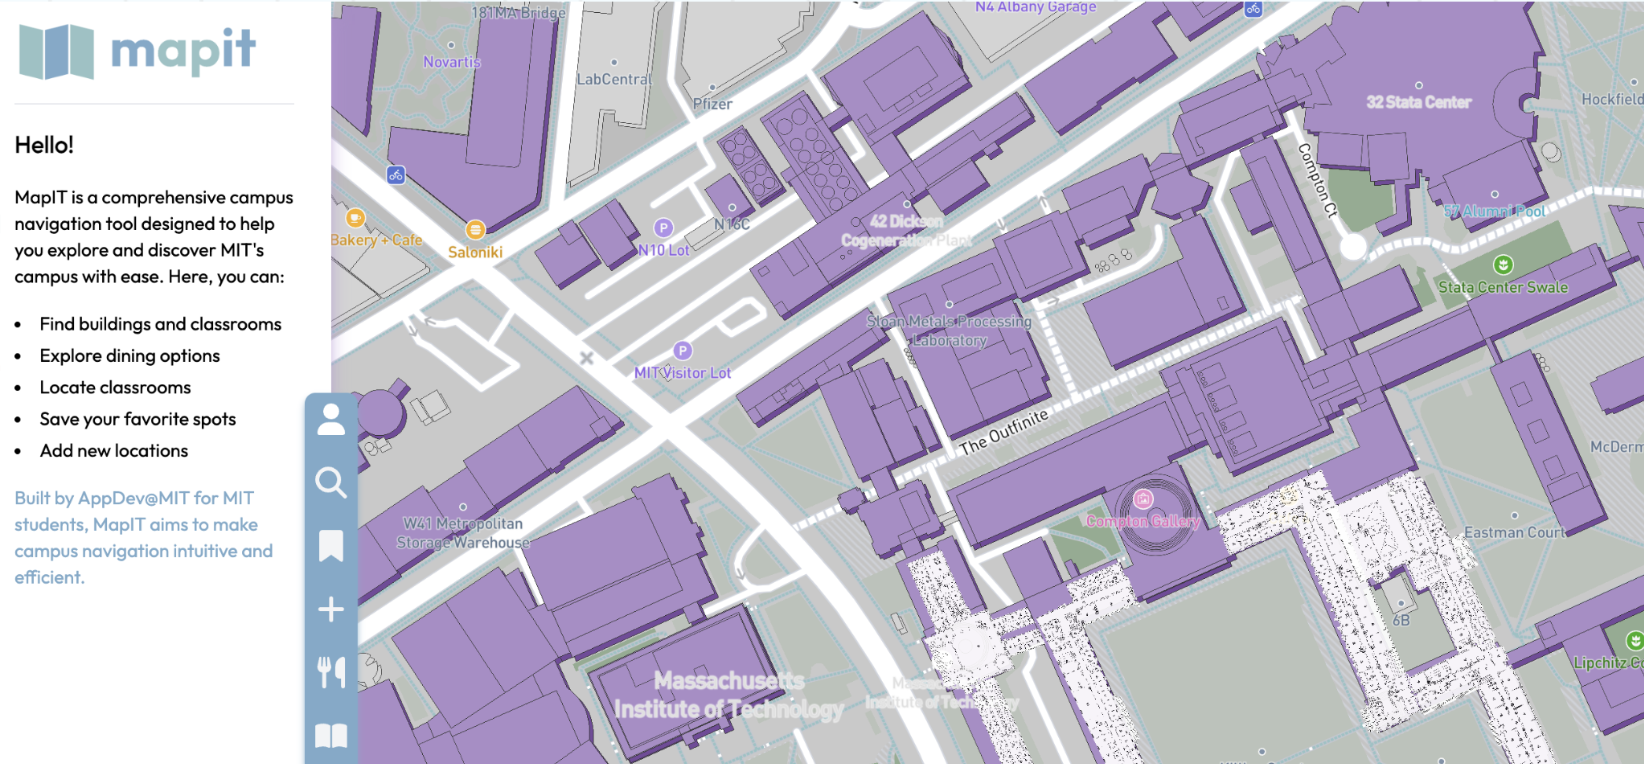 mapit
Hello!
MapIT is a comprehensive campus
navigation tool designed to help
you explore and discover MIT's
campus with ease. Here, you can:
Find buildings and classrooms
Explore dining options
Locate classrooms
Save your favorite spots
Add new locations
Built by AppDev@MIT for MIT
students, MapIT aims to make
campus navigation intuitive and
efficient.
181MA Bridge
N4 Albany Garage
Novartis
LabCentral
Pfizer
32 Stata Center
Hockfield
Compton Ct
57 Alumni Pool
Bakery + Cafe
Saloniki
P
N10 Lot
N16C
42 Dickson
Cogeneration Plant
Stata Center Swale
Sloan Metals Processing
Laboratory
P
MIT Visitor Lot
The Outfinite
McDerm
W41 Metropolitan
Storage Warehouse
Compton Gallery
Eastman Court
6B
Lipchitz Co
Massachusetts
Institute of Technology
Institute of Tech